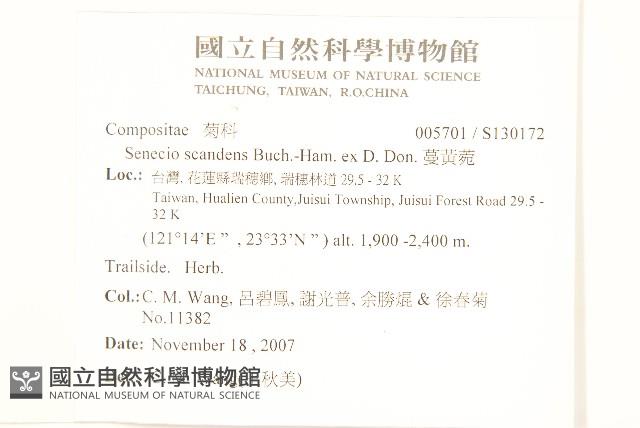 國立自然科學博物館
NATIONAL MUSEUM OF NATURAL SCIENCE
TAICHUNG, TAIWAN, R.O.CHINA
Compositae 菊科 005701 / S130172
Senecio scandens Buch.-Ham. ex D. Don. 蔓黃菀
Loc.: 台灣, 花蓮縣瑞穗鄉, 瑞穗林道 29.5 - 32 K
Taiwan, Hualien County,Juisui Township, Juisui Forest Road 29.5 -
32 K
(121°14'E ” , 23°33'N ” ) alt. 1,900 -2,400 m.
Trailside. Herb.
Col.: C. M. Wang, 呂碧鳳, 謝光普, 余勝焜 & 徐春菊
No.11382
Date: November 18 , 2007
秋美)
國立自然科學博物館
NATIONAL MUSEUM OF NATURAL SCIENCE